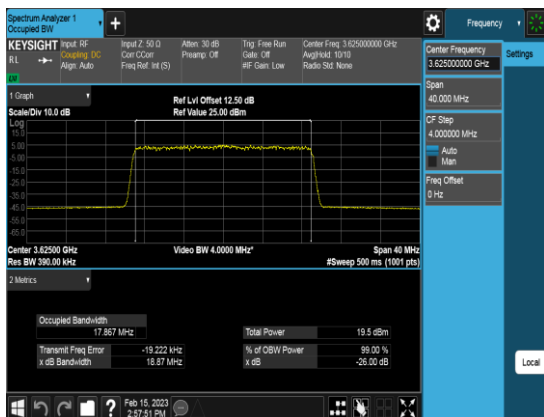 Spectrum Analyzer 1
Occupied BW
+
Frequency
KEYSIGHT
RL
Input: RF
Coupling: DC
Align: Auto
Input Z: 50 Ω
Corr CCorr
Freq Ref: Int (S)
Atten: 30 dB
Preamp: Off
Trig: Free Run
Gate: Off
#IF Gain: Low
Center Freq: 3.625000000 GHz
Avg|Hold: 10/10
Radio Std: None
Center Frequency
3.625000000 GHz
Settings
Span
40.000 MHz
CF Step
4.000000 MHz
Auto
Man
Freq Offset
0 Hz
1 Graph
Scale/Div 10.0 dB
Ref Lvl Offset 12.50 dB
Ref Value 25.00 dBm
Log
15.0
5.00
-5.00
-15.0
-25.0
-35.0
-45.0
-55.0
-65.0
Center 3.62500 GHz
Res BW 390.00 kHz
Video BW 4.0000 MHz*
Span 40 MHz
#Sweep 500 ms (1001 pts)
2 Metrics
Occupied Bandwidth
17.867 MHz
Total Power 19.5 dBm
Transmit Freq Error -19.222 kHz
% of OBW Power 99.00 %
x dB Bandwidth 18.87 MHz
x dB -26.00 dB
Local
?
Feb 15, 2023
2:57:51 PM